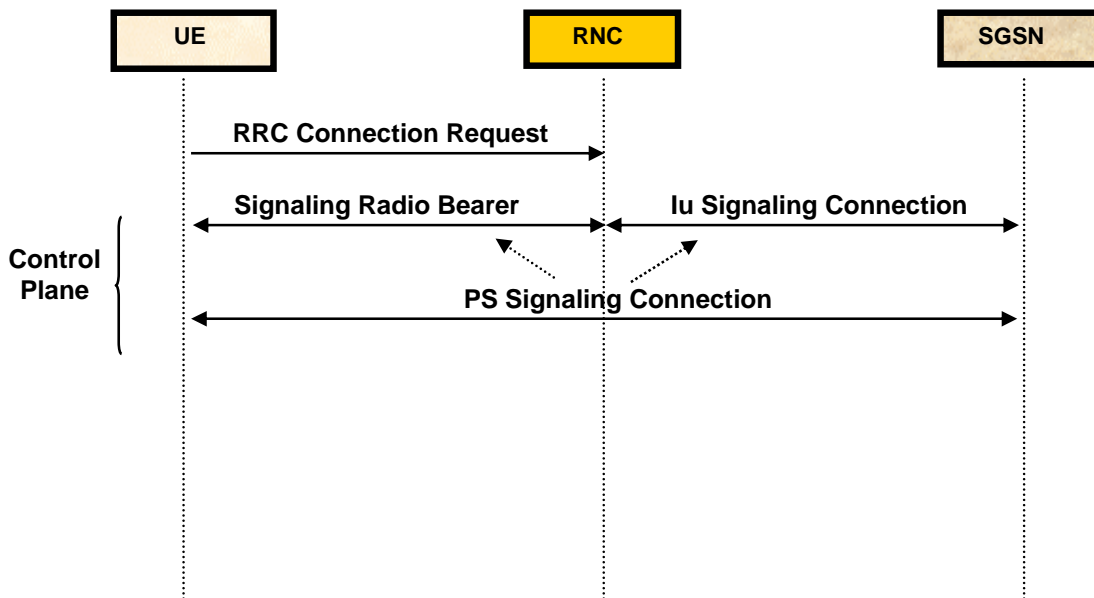 UE
RNC
SGSN
RRC Connection Request
Signaling Radio Bearer
Iu Signaling Connection
Control
Plane
PS Signaling Connection